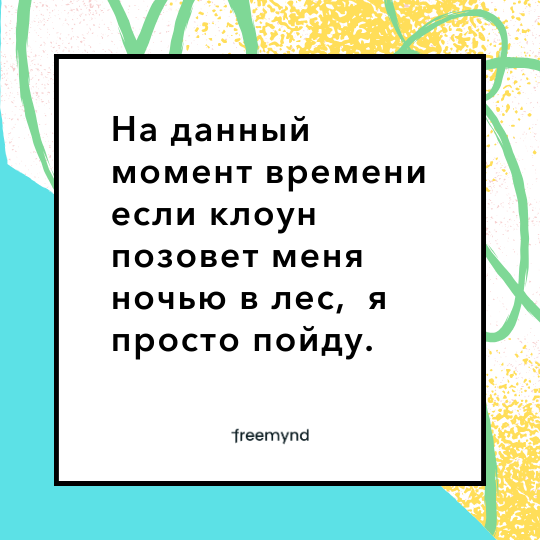 На данный
момент времени
если клоун
позовет меня
ночью в лес,  я
просто пойду.
freemynd